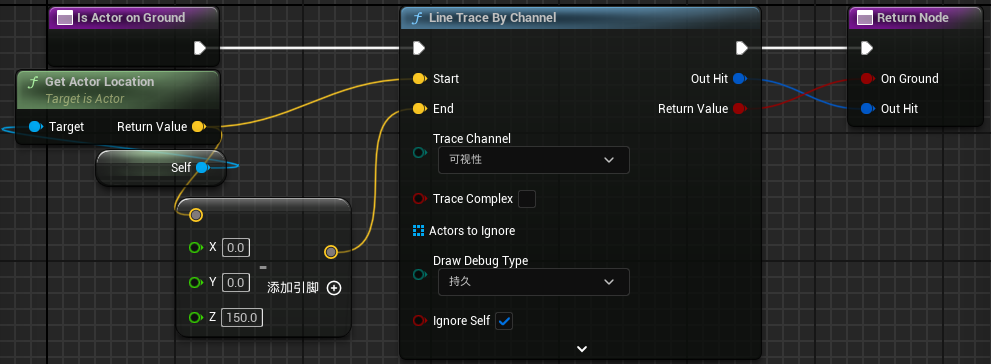 Is Actor on Ground
Get Actor Location
Target is Actor
Target
Return Value
Self
X 0.0
Y 0.0
Z 150.0
添加引脚
Line Trace By Channel
Start
End
Out Hit
Return Value
Trace Channel
可视性
Trace Complex
Actors to Ignore
Draw Debug Type
持久
Ignore Self
Return Node
On Ground
Out Hit